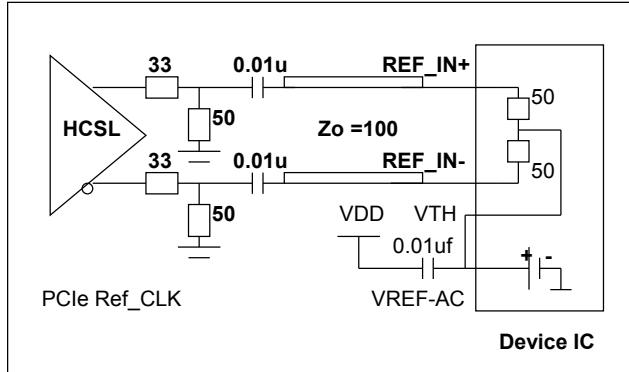 33
0.01u
REF_IN+
50
HCSL
50
Zo =100
50
33
0.01u
REF_IN-
50
VDD
VTH
0.01uf
+
-
PCIe Ref_CLK
VREF-AC
Device IC